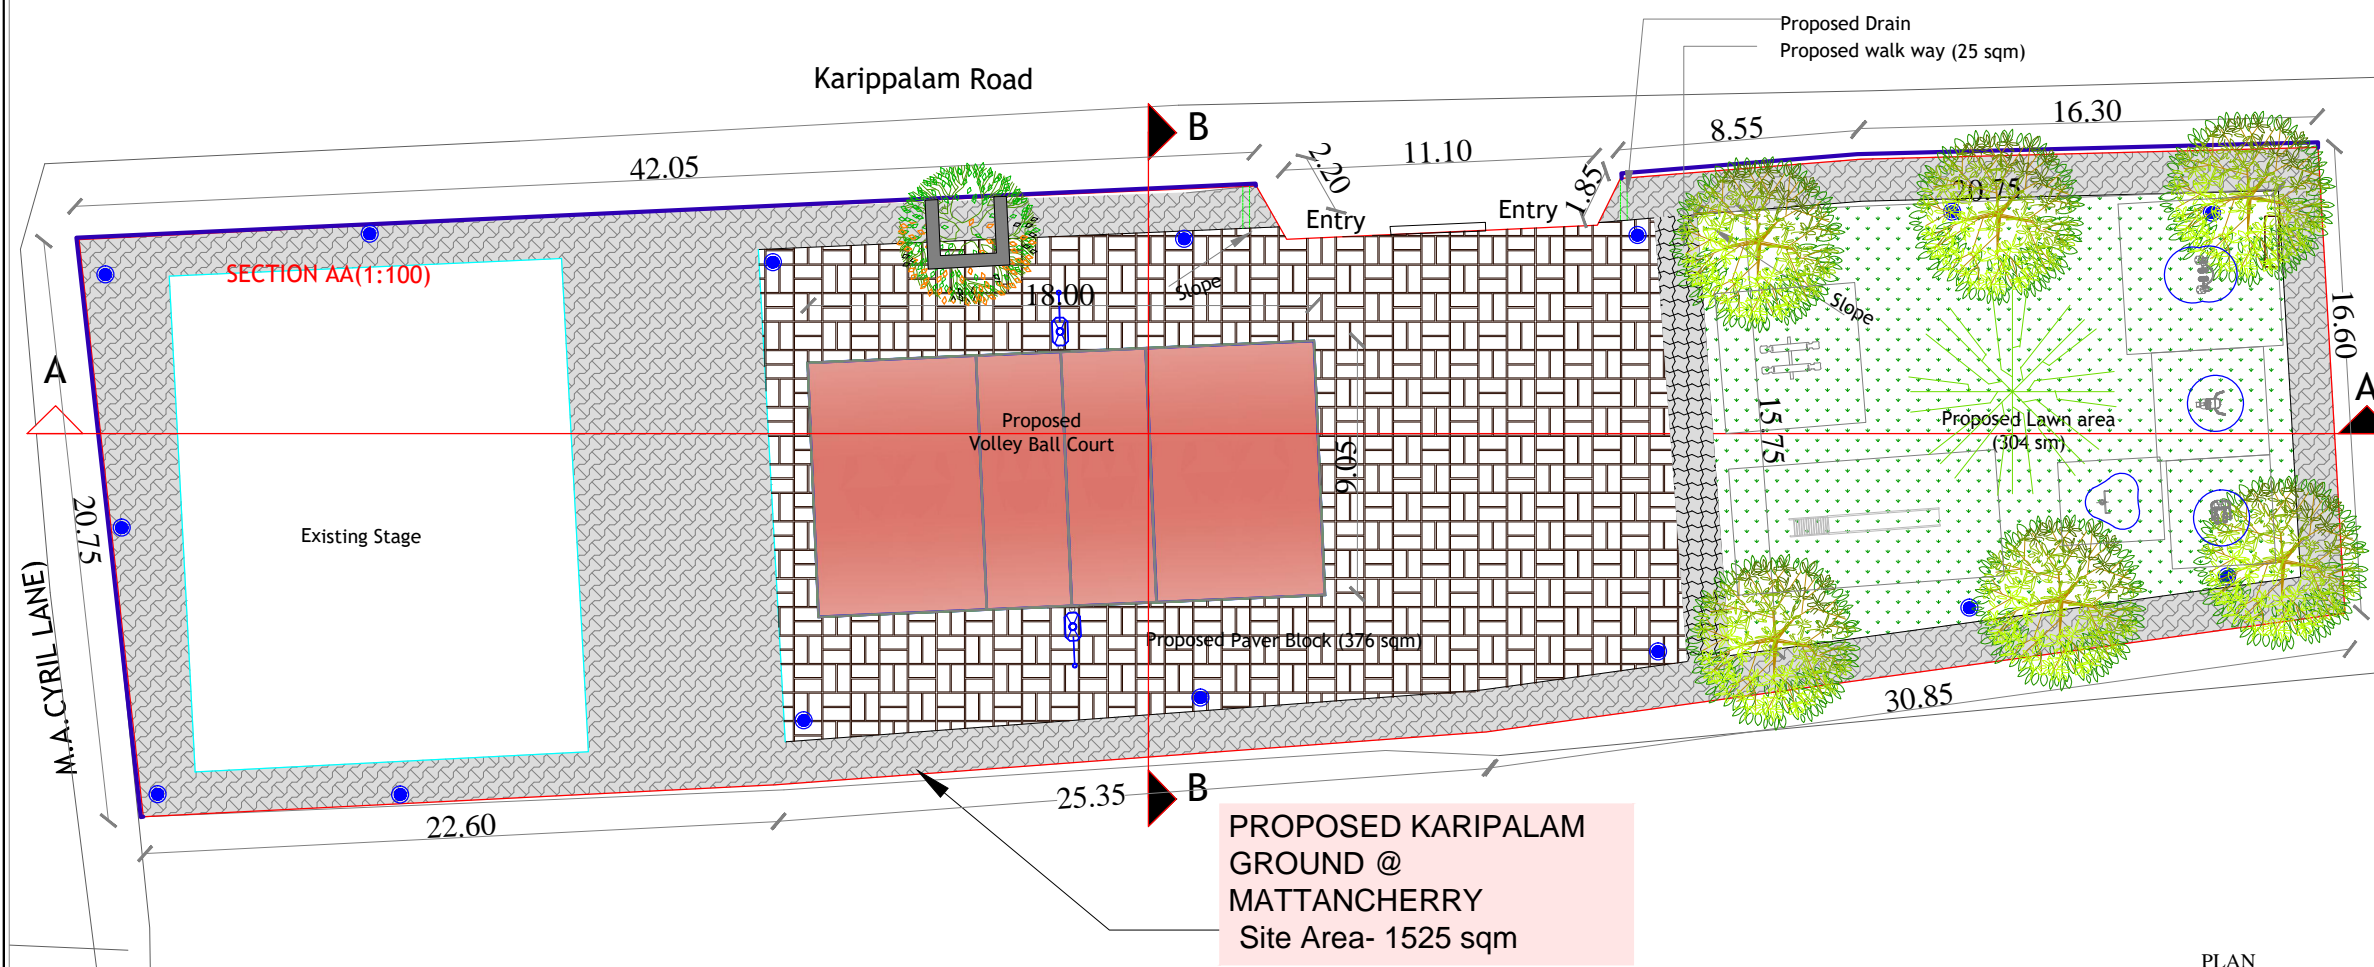 Proposed Drain
Proposed walk way (25 sqm)
Karippalam Road
B
42.05
2.20
11.10
1.85
8.55
16.30
Entry
Entry
20.75
SECTION AA(1:100)
18.00
Slope
Slope
16.60
A
A
Proposed
Volley Ball Court
9.05
15.75
Proposed Lawn area
(304 sm)
20.75
Existing Stage
M.A.CYRIL LANE)
Proposed Paver Block (376 sqm)
30.85
B
25.35
22.60
PROPOSED KARIPALAM
GROUND @
MATTANCHERRY
Site Area- 1525 sqm
PLAN